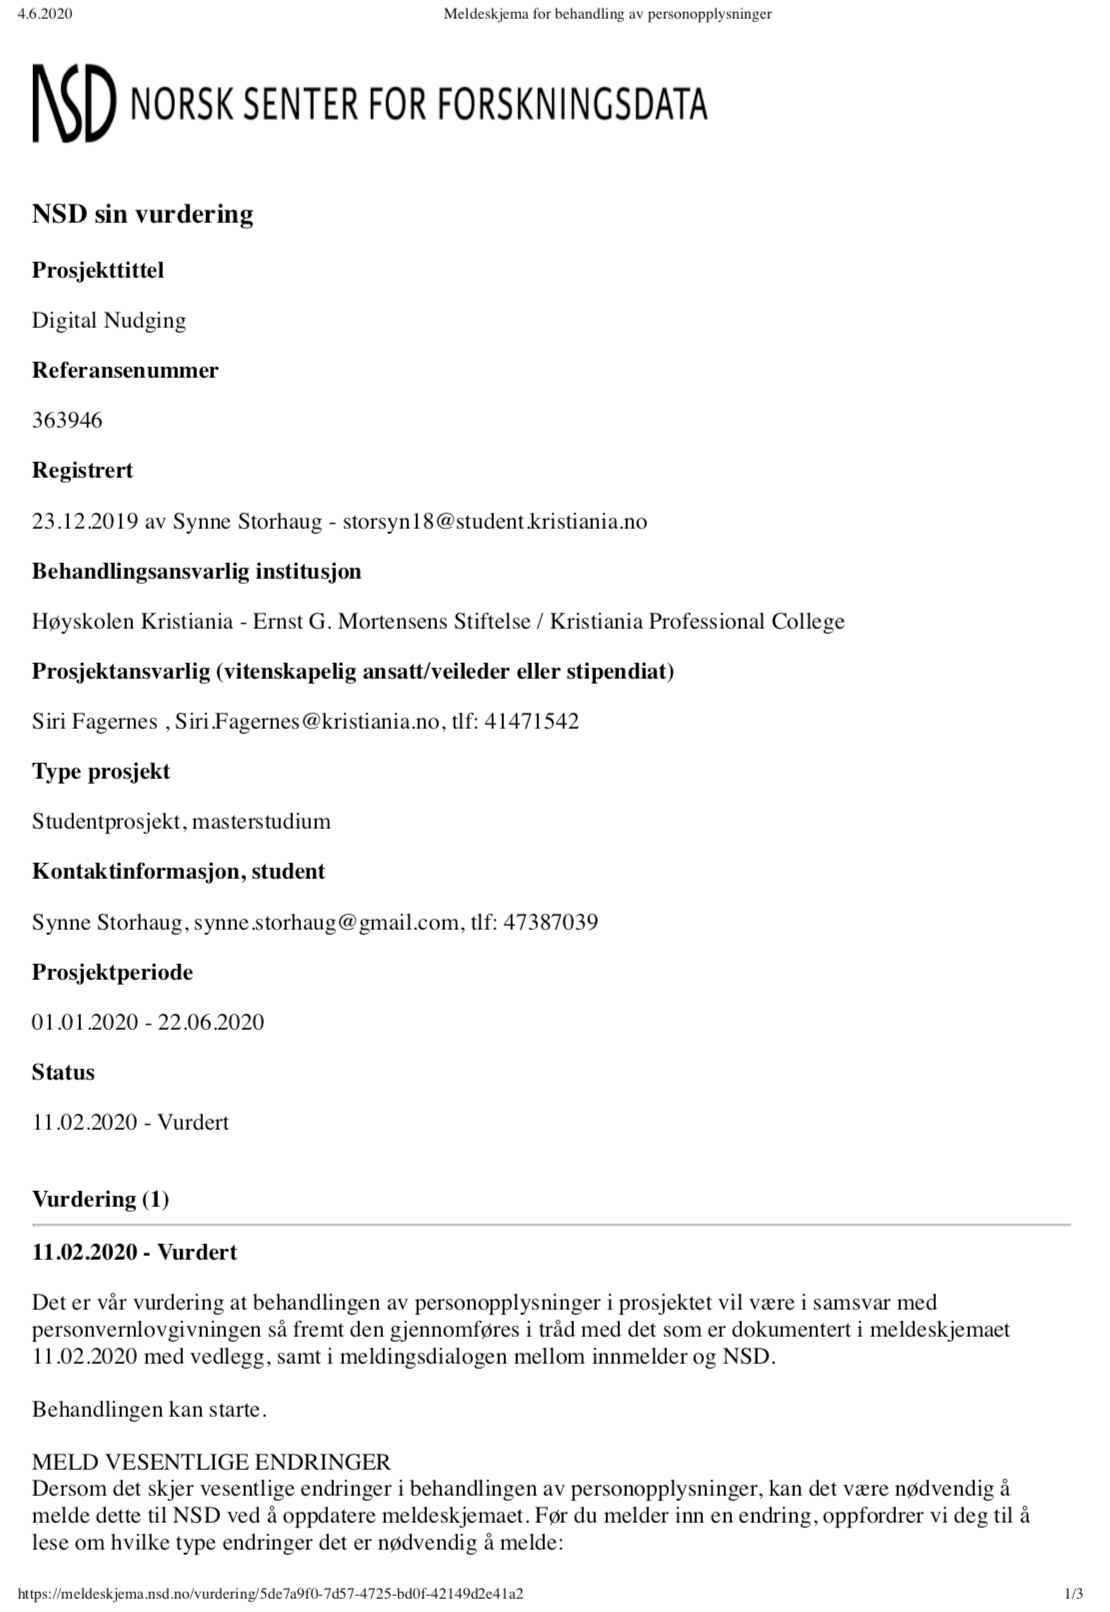 4.6.2020 Meldeskjema for behandling av personopplysninger
NSD NORSK SENTER FOR FORSKNINGSDATA
NSD sin vurdering
Prosjekttittel
Digital Nudging
Referansenummer
363946
Registrert
23.12.2019 av Synne Storhaug - storsyn18@student.kristiania.no
Behandlingsansvarlig institusjon
Høyskolen Kristiania - Ernst G. Mortensens Stiftelse / Kristiania Professional College
Prosjektansvarlig (vitenskapelig ansatt/veileder eller stipendiat)
Siri Fagernes , Siri.Fagernes@kristiania.no, tlf: 41471542
Type prosjekt
Studentprosjekt, masterstudium
Kontaktinformasjon, student
Synne Storhaug, synne.storhaug@gmail.com, tlf: 47387039
Prosjektperiode
01.01.2020 - 22.06.2020
Status
11.02.2020 - Vurdert
Vurdering (1)
11.02.2020 - Vurdert
Det er vår vurdering at behandlingen av personopplysninger i prosjektet vil være i samsvar med
personvernlovgivningen så fremt den gjennomføres i tråd med det som er dokumentert i meldeskjemaet
11.02.2020 med vedlegg, samt i meldingsdialogen mellom innmelder og NSD.
Behandlingen kan starte.
MELD VESENTLIGE ENDRINGER
Dersom det skjer vesentlige endringer i behandlingen av personopplysninger, kan det være nødvendig å
melde dette til NSD ved å oppdatere meldeskjemaet. Før du melder inn en endring, oppfordrer vi deg til å
lese om hvilke type endringer det er nødvendig å melde:
https://meldeskjema.nsd.no/vurdering/5de7a9f0-7d57-4725-bd0f-42149d2e41a2 1/3